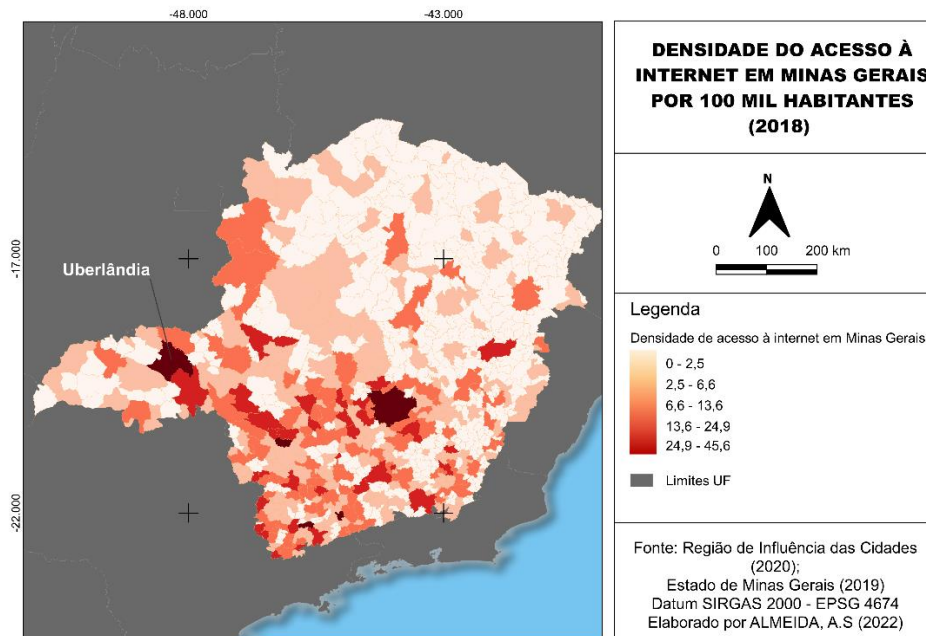 -48.000
-43.000
-17.000
-22.000
Uberlândia
DENSIDADE DO ACESSO À
INTERNET EM MINAS GERAIS
POR 100 MIL HABITANTES
(2018)
N
0 100 200 km
Legenda
Densidade de acesso à internet em Minas Gerais
0 - 2,5
2,5 - 6,6
6,6 - 13,6
13,6 - 24,9
24,9 - 45,6
Limites UF
Fonte: Região de Influência das Cidades
(2020);
Estado de Minas Gerais (2019)
Datum SIRGAS 2000 - EPSG 4674
Elaborado por ALMEIDA, A.S (2022)